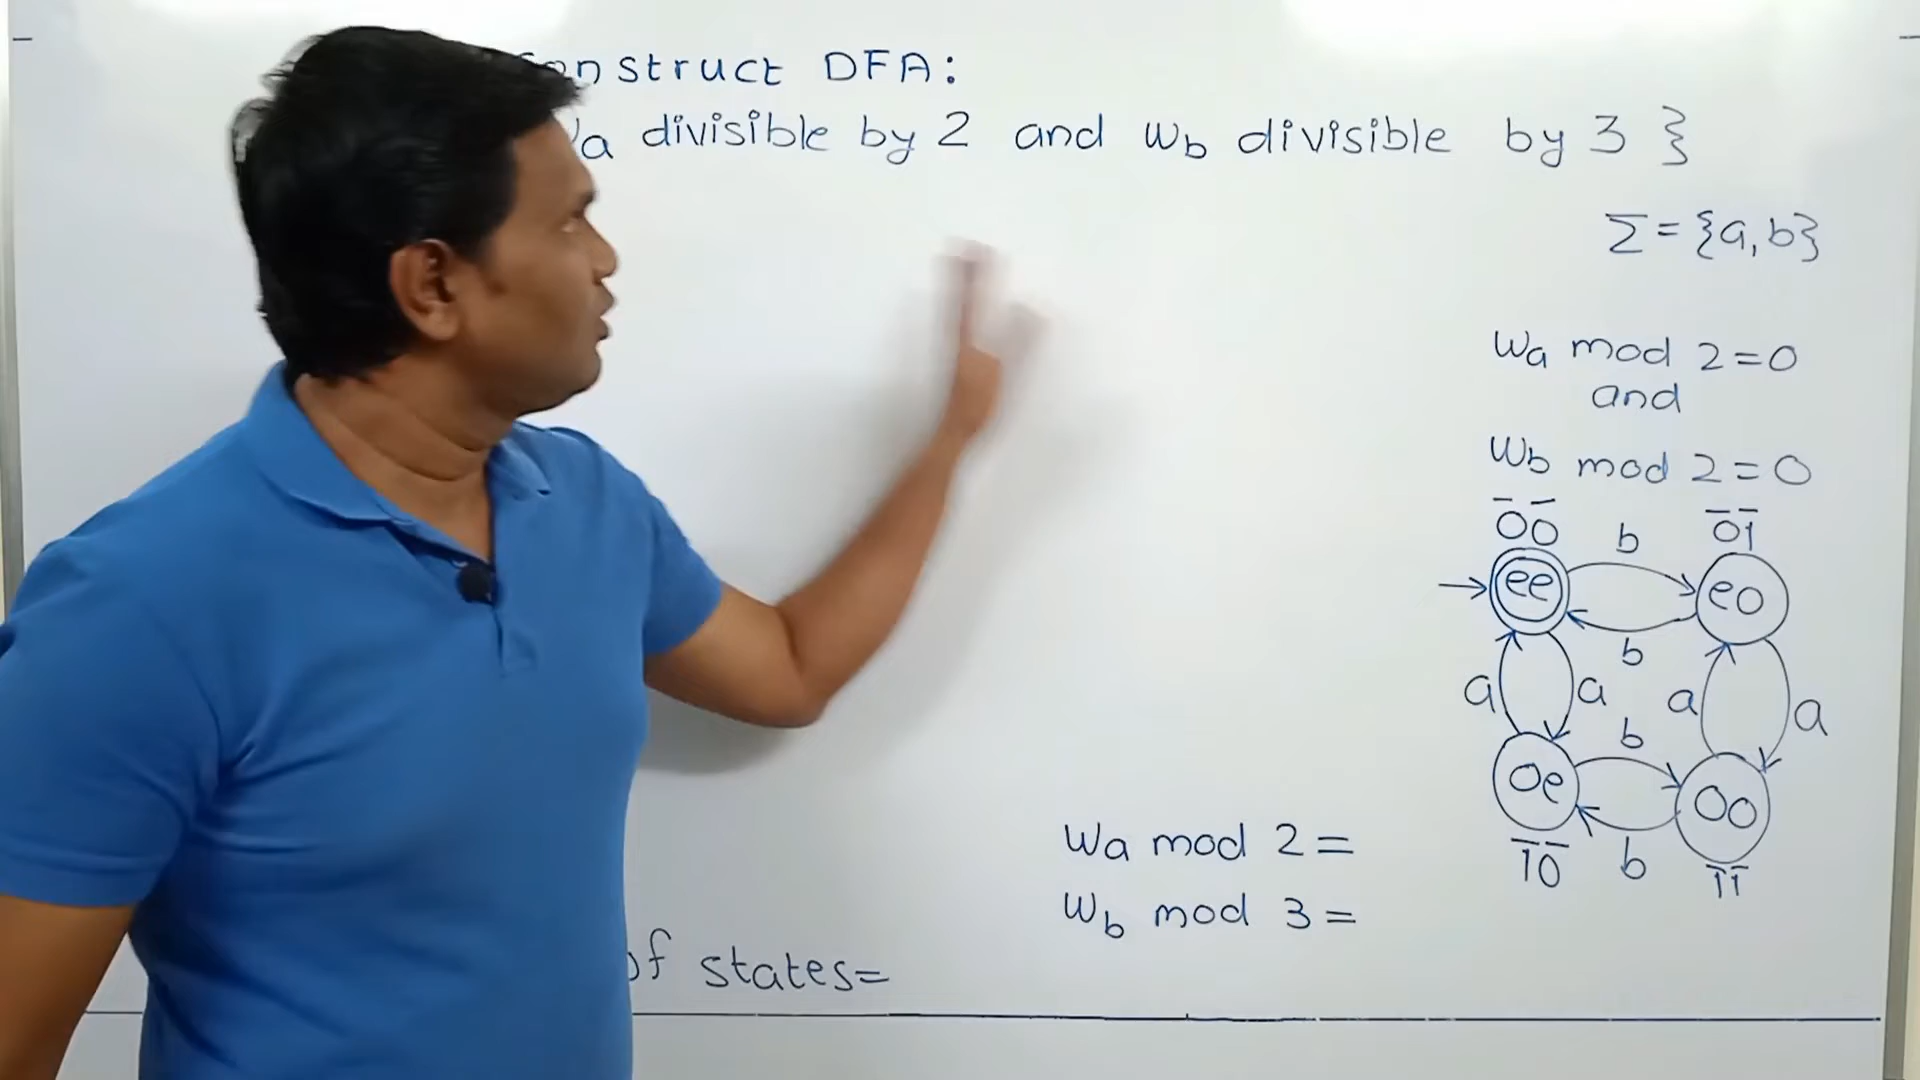 DFA:
a divisible by 2 and Wb divisible by 3 }
Σ = {a, b}
Wa mod 2 = 0
and
Wb mod 2 = 0
00 b 01
ee eo
b
a a a a
b
oe oo
10 b 11
Wa mod 2 =
Wb mod 3 =
states=